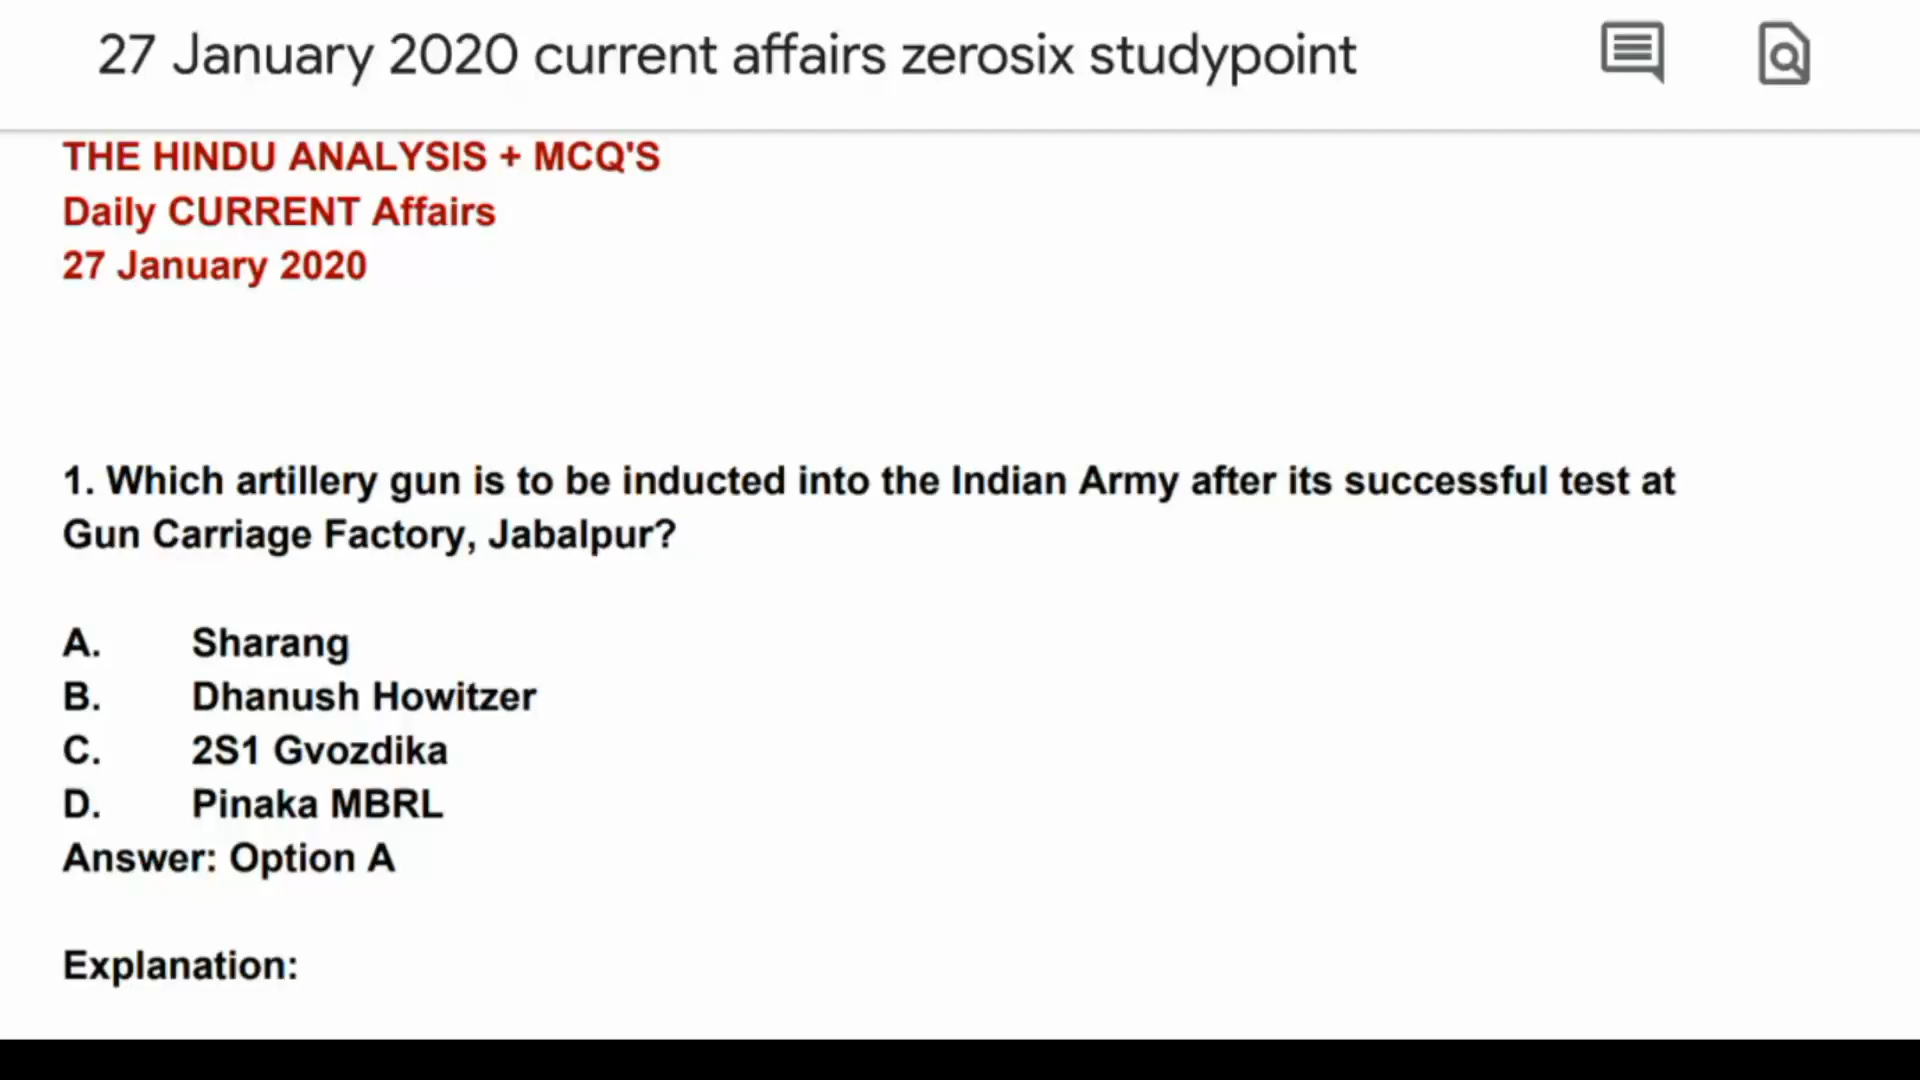 27 January 2020 current affairs zerosix studypoint
THE HINDU ANALYSIS + MCQ'S
Daily CURRENT Affairs
27 January 2020
1. Which artillery gun is to be inducted into the Indian Army after its successful test at
Gun Carriage Factory, Jabalpur?
A. Sharang
B. Dhanush Howitzer
C. 2S1 Gvozdika
D. Pinaka MBRL
Answer: Option A
Explanation: